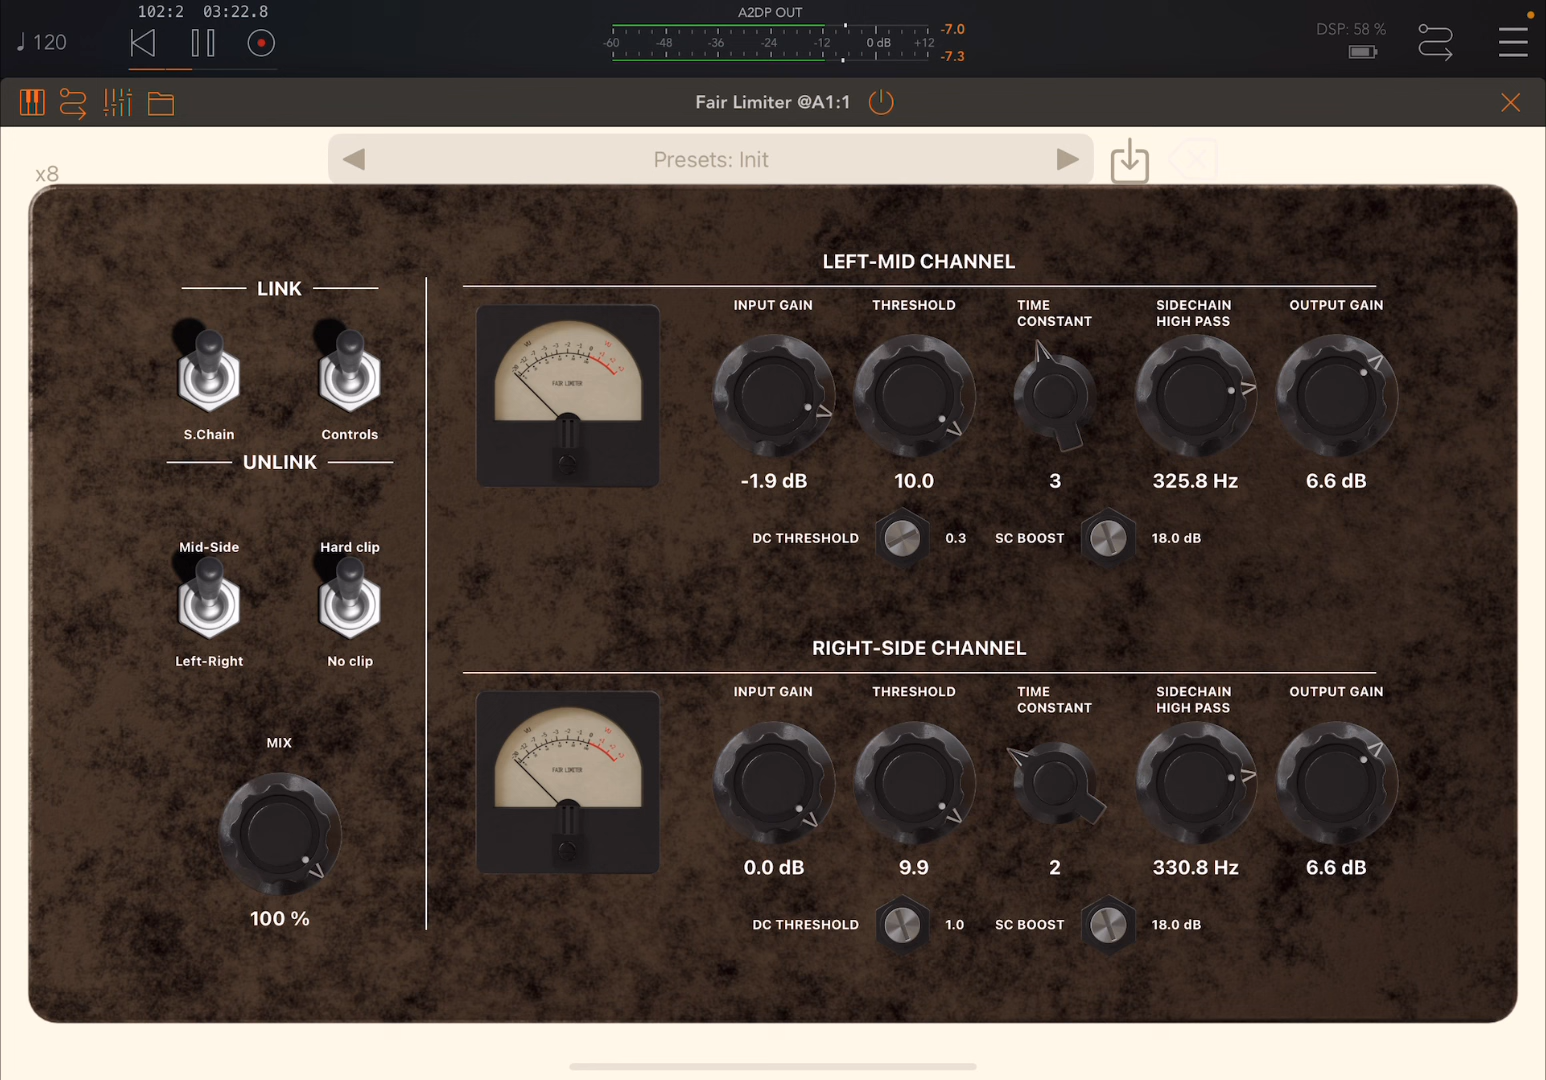 102:2 03:22.8
120
A2DP OUT
-60 -48 -36 -24 -12 0 dB +12
-7.0
-7.3
DSP: 58 %
Fair Limiter @A1:1
x8
Presets: Init
LINK
S.Chain Controls
UNLINK
Mid-Side Hard clip
Left-Right No clip
MIX
100 %
LEFT-MID CHANNEL
INPUT GAIN THRESHOLD TIME CONSTANT SIDECHAIN HIGH PASS OUTPUT GAIN
FAIR LIMITER
-1.9 dB 10.0 3 325.8 Hz 6.6 dB
DC THRESHOLD 0.3 SC BOOST 18.0 dB
RIGHT-SIDE CHANNEL
INPUT GAIN THRESHOLD TIME CONSTANT SIDECHAIN HIGH PASS OUTPUT GAIN
FAIR LIMITER
0.0 dB 9.9 2 330.8 Hz 6.6 dB
DC THRESHOLD 1.0 SC BOOST 18.0 dB